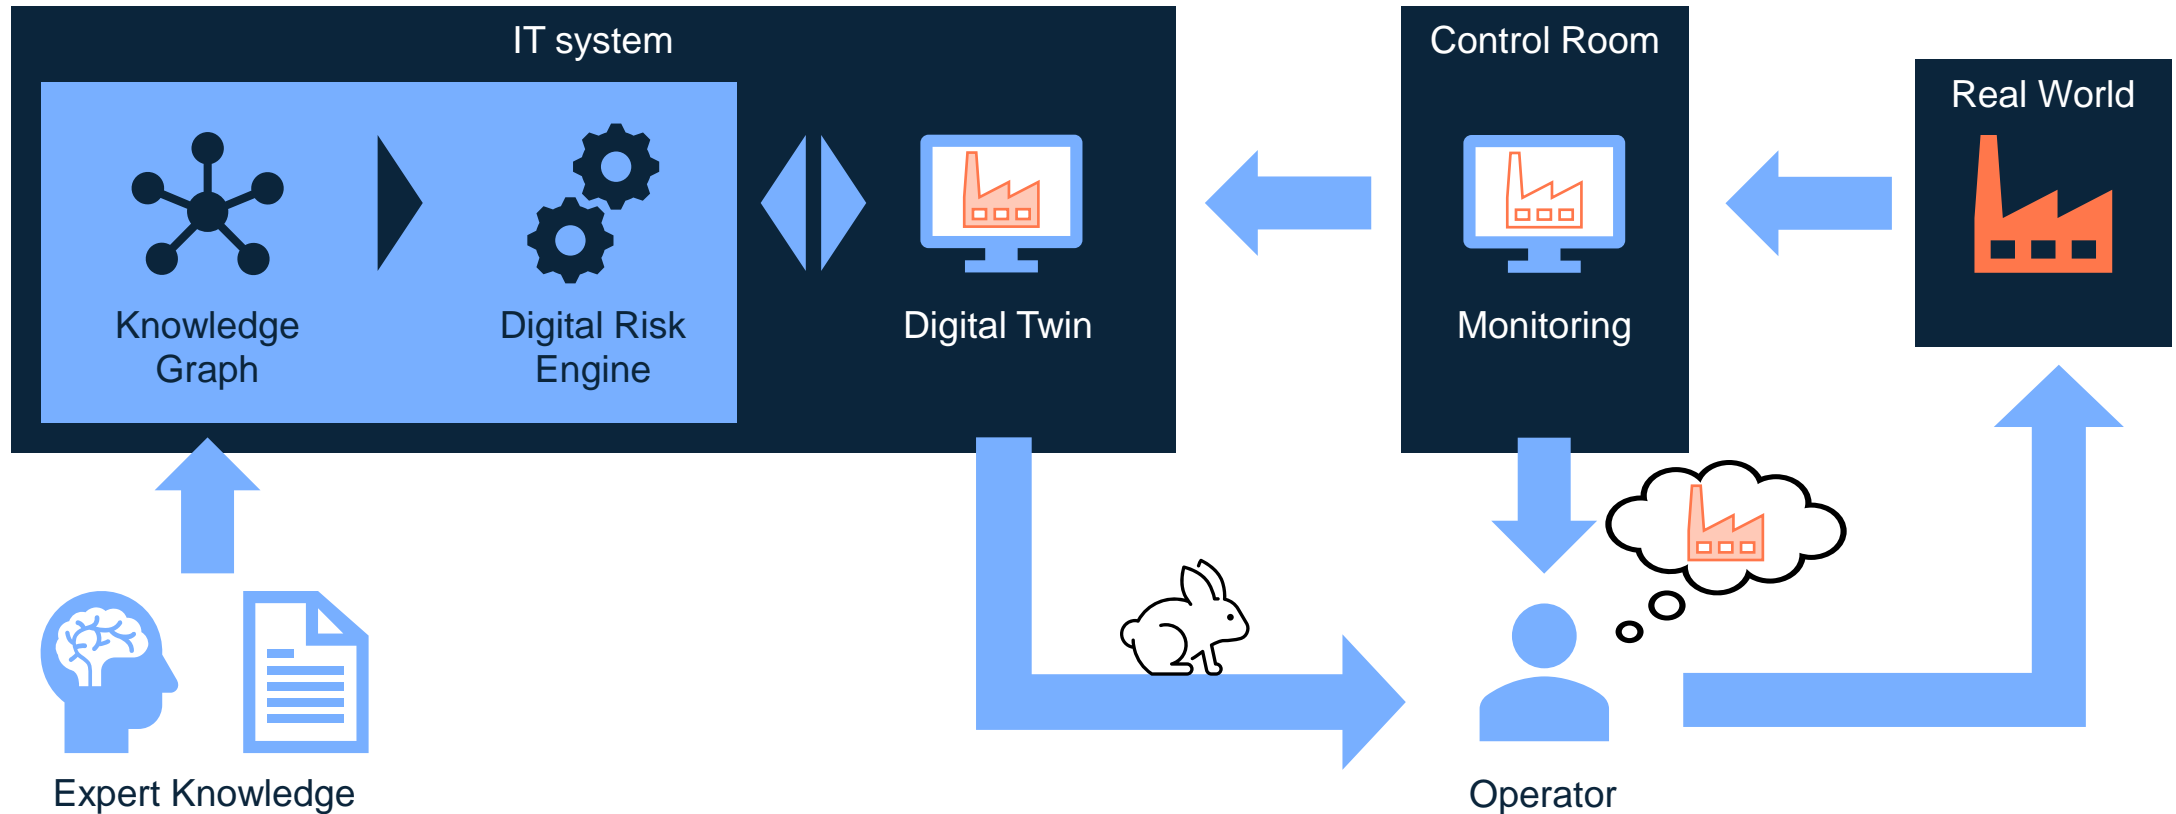 IT system
Control Room
Real World
Knowledge
Graph
Digital Risk
Engine
Digital Twin
Monitoring
Expert Knowledge
Operator